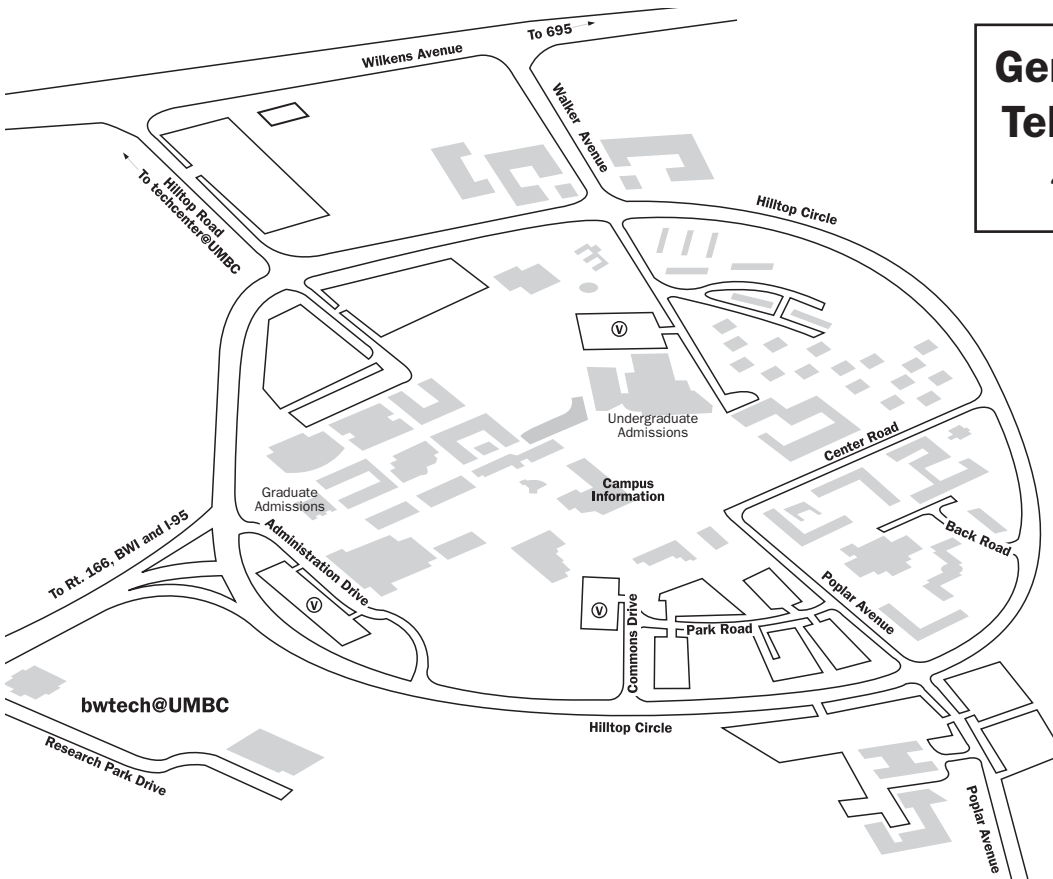 To 695
Wilkens Avenue
Walker Avenue
Hilltop Circle
To techcenter@UMBC
Hilltop Road
V
Undergraduate
Admissions
Center Road
Campus
Information
Graduate
Admissions
Administration Drive
To Rt. 166, BWI and I-95
Back Road
Poplar Avenue
V
V
Commons Drive
Park Road
bwtech@UMBC
Hilltop Circle
Research Park Drive
Poplar Avenue